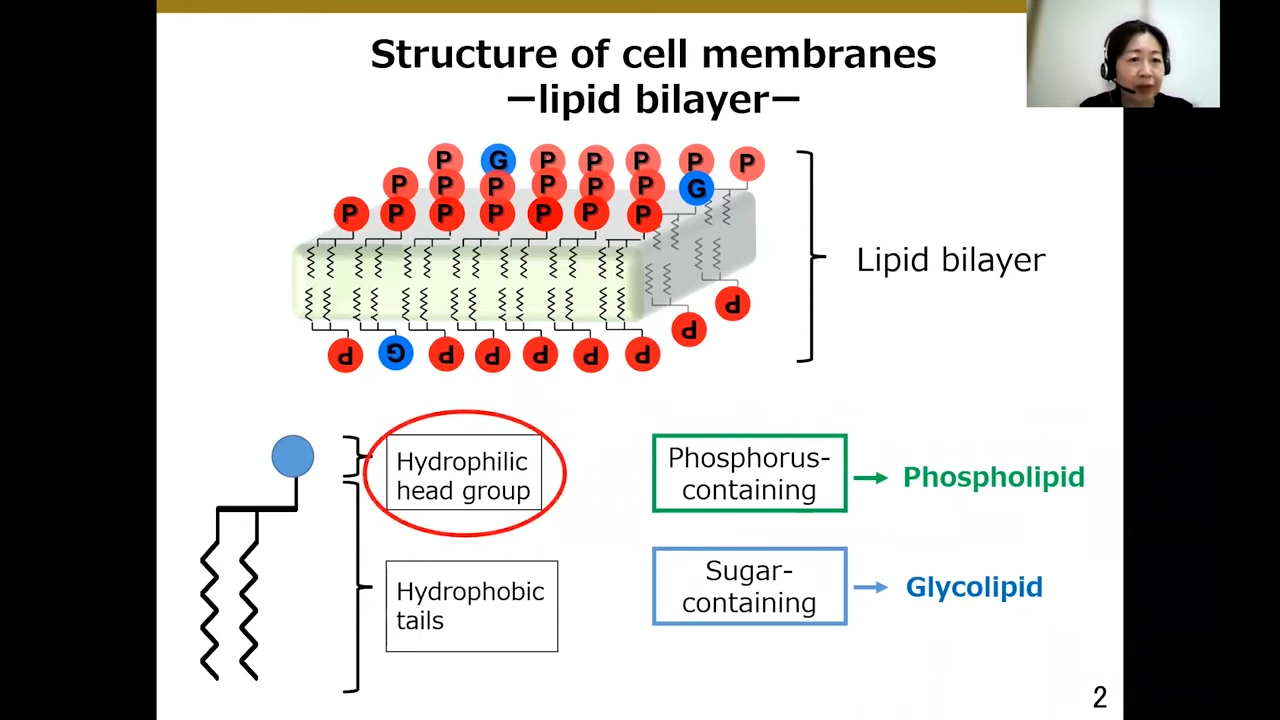 Structure of cell membranes
—lipid bilayer—
P G P P P P P
P P P P P P G
P P P P P P P
Lipid bilayer
P
P
P G P P P P P
Hydrophilic
head group
Phosphorus-
containing
Phospholipid
Hydrophobic
tails
Sugar-
containing
Glycolipid
2